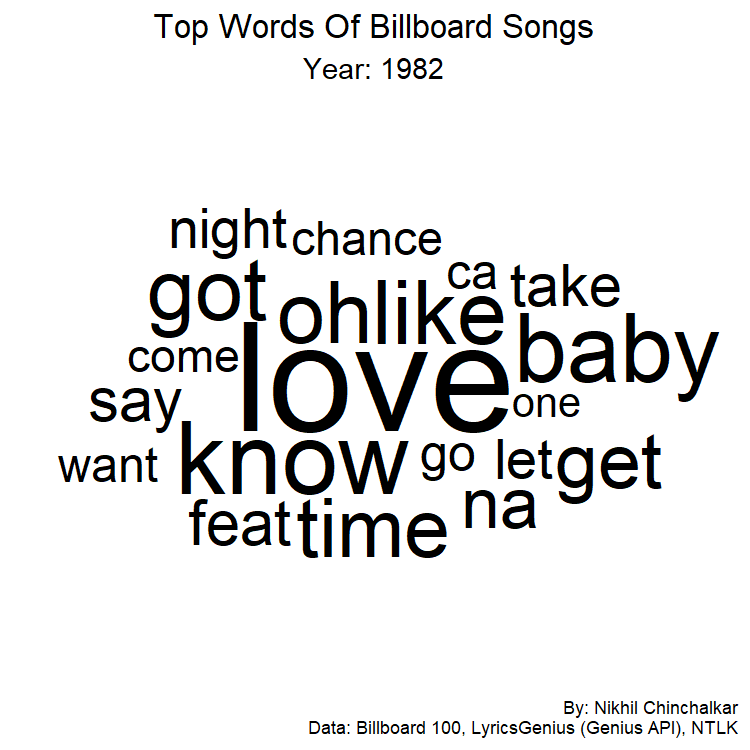 Top Words Of Billboard Songs
Year: 1982
night chance
got oh like ca take
come love baby
say one
want know go let get
feat time na
By: Nikhil Chinchalkar
Data: Billboard 100, LyricsGenius (Genius API), NTLK